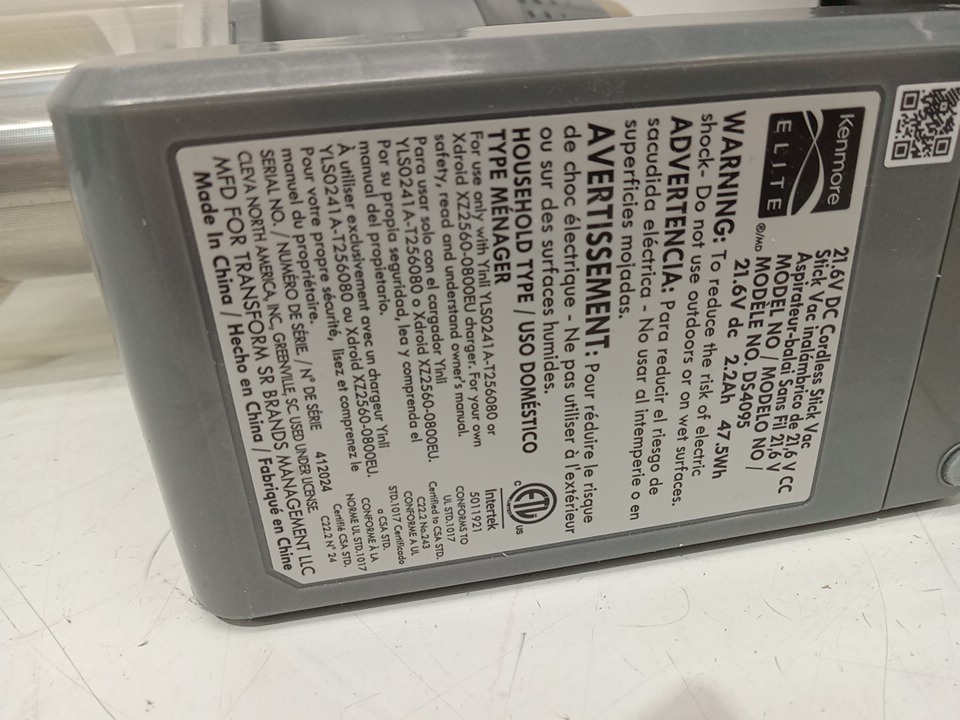 Kenmore
ELITE
®/MD
21.6V DC Cordless Stick Vac
Stick Vac inalámbrico de 21,6 V CC
Aspirateur-balai Sans Fil 21,6 V
MODEL NO / MODELO NO /
MODÈLE NO. DS4095
21.6V dc 2.2Ah 47.5Wh
WARNING: To reduce the risk of electric
shock- Do not use outdoors or on wet surfaces.
ADVERTENCIA: Para reducir el riesgo de
sacudida eléctrica - No usar al intemperie o en
superficies mojadas.
AVERTISSEMENT: Pour réduire le risque
de choc électrique - Ne pas utiliser à l'extérieur
ou sur des surfaces humides.
HOUSEHOLD TYPE / USO DOMÉSTICO
TYPE MÉNAGER
For use only with Yinli YLS0241A-T256080 or
Xdroid XZ2560-0800EU charger. For your own
safety, read and understand owner's manual.
Para usar solo con el cargador Yinli
YLS0241A-T256080 o Xdroid XZ2560-0800EU.
Por su propia seguridad, lea y comprenda el
manual del propietario.
À utiliser exclusivement avec un chargeur Yinli
YLS0241A-T256080 ou Xdroid XZ2560-0800EU.
Pour votre propre sécurité, lisez et comprenez le
manuel du propriétaire.
SERIAL NO. / NUMÉRO DE SÉRIE. / N° DE SÉRIE 412024
CLEVA NORTH AMERICA, INC., GREENVILLE, SC USED UNDER LICENSE.
MFD FOR TRANSFORM SR BRANDS MANAGEMENT LLC
Made In China / Hecho en China / Fabriqué en Chine
c ETL us
Intertek
5011921
CONFORMS TO
UL STD.1017
Certified to CSA STD.
C22.2 No.243
CONFORME A UL
STD.1017 Certificado
a CSA STD.
CONFORME À LA
NORME UL STD.1017
Certifié CSA STD.
C22.2 N° 24